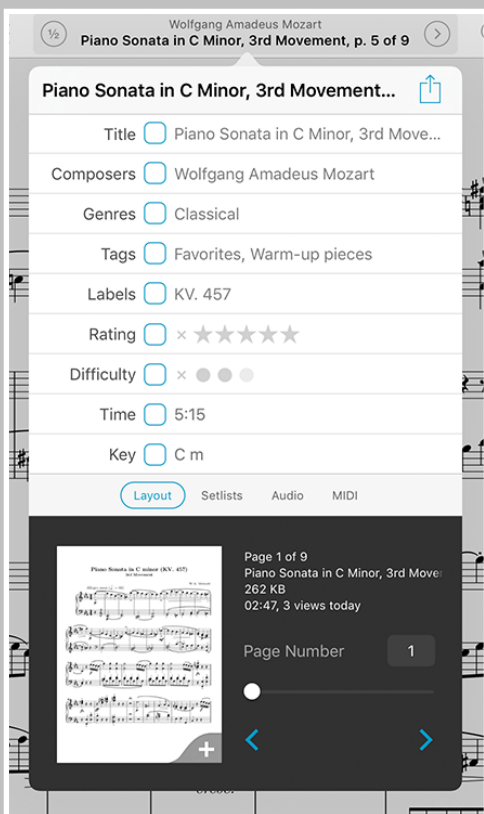 ½
Wolfgang Amadeus Mozart
Piano Sonata in C Minor, 3rd Movement, p. 5 of 9
Piano Sonata in C Minor, 3rd Movement...
Title Piano Sonata in C Minor, 3rd Move...
Composers Wolfgang Amadeus Mozart
Genres Classical
Tags Favorites, Warm-up pieces
Labels KV. 457
Rating × ★★★★★
Difficulty ×
Time 5:15
Key C m
Layout Setlists Audio MIDI
Piano Sonata in C minor (KV. 457)
3rd Movement
Page 1 of 9
Piano Sonata in C Minor, 3rd Move
262 KB
02:47, 3 views today
Page Number 1
+
cresc.